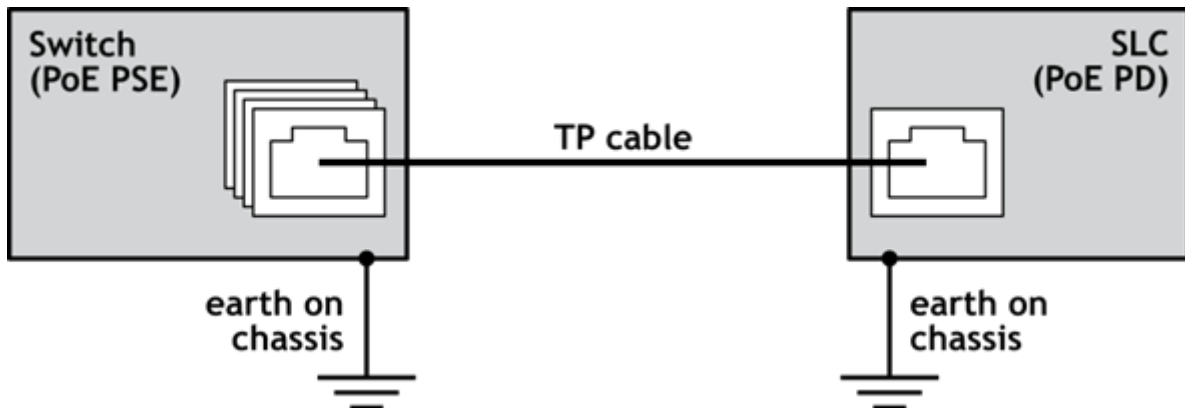 Switch
(PoE PSE)
SLC
(PoE PD)
TP cable
earth on
chassis
earth on
chassis